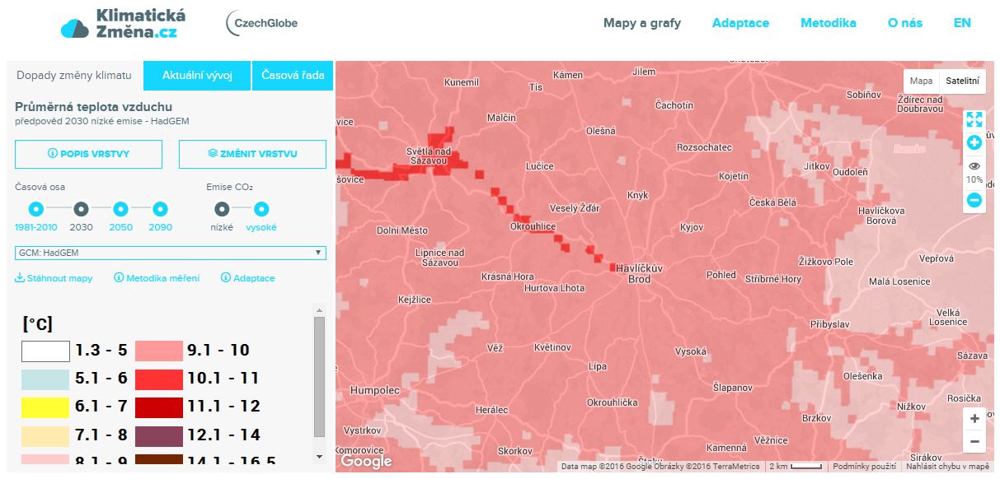 Klimatická
Změna.cz
CzechGlobe
Mapy a grafy
Adaptace
Metodika
O nás
EN
Dopady změny klimatu
Aktuální vývoj
Časová řada
Průměrná teplota vzduchu
předpověd 2030 nízké emise - HadGEM
POPIS VRSTVY
ZMĚNIT VRSTVU
Časová osa
Emise CO₂
1981-2010
2030
2050
2090
nízké
vysoké
GCM: HadGEM
Stáhnout mapy
Metodika měření
Adaptace
[°C]
1.3 - 5
9.1 - 10
5.1 - 6
10.1 - 11
6.1 - 7
11.1 - 12
7.1 - 8
12.1 - 14
8.1 - 9
14.1 - 16.5
Mapa
Satelitní
10%
Kunemil
Tis
Kámen
Jilem
Sobíňov
Ždírec nad
Doubravou
Malčín
Čachotín
vice
Olešná
Světlá nad
Sázavou
Rozsochatec
Ransko
Lučice
Jitkov
Oudoleň
šovice
Kojetín
Knyk
Česká Bělá
Veselý Žďár
Havlíčkova
Borová
Dolní Město
Okrouhlice
Kyjov
Lipnice nad
Sázavou
Vepřová
Žižkovo Pole
Havlíčkův
Brod
Krásná Hora
Pohled
Stříbrné Hory
Malá Losenice
Hurtova Lhota
Kejžlice
Velká
Losenice
Přibyslav
Věž
Květinov
Vysoká
Sázava
Lípa
Olešenka
Humpolec
Šlapanov
Okrouhlička
Rosička
Herálec
Nížkov
Brzkov
Vystrkov
Věžnice
Komorovice
Skorkov
Kamenná
Sirákov
Štoky
Google
Data map ©2016 Google Obrázky ©2016 TerraMetrics
2 km
Podmínky použití
Nahlásit chybu v mapě